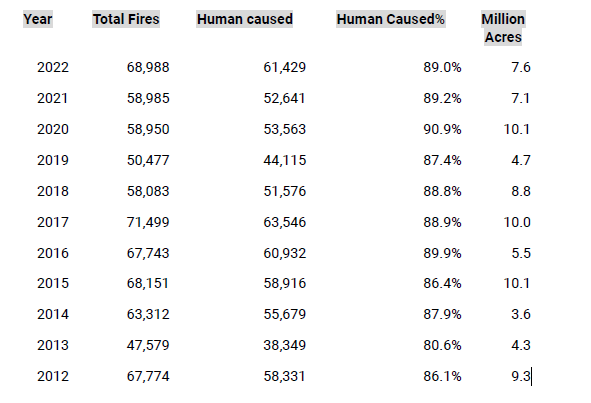 Year Total Fires Human caused Human Caused% Million
Acres
2022 68,988 61,429 89.0% 7.6
2021 58,985 52,641 89.2% 7.1
2020 58,950 53,563 90.9% 10.1
2019 50,477 44,115 87.4% 4.7
2018 58,083 51,576 88.8% 8.8
2017 71,499 63,546 88.9% 10.0
2016 67,743 60,932 89.9% 5.5
2015 68,151 58,916 86.4% 10.1
2014 63,312 55,679 87.9% 3.6
2013 47,579 38,349 80.6% 4.3
2012 67,774 58,331 86.1% 9.3